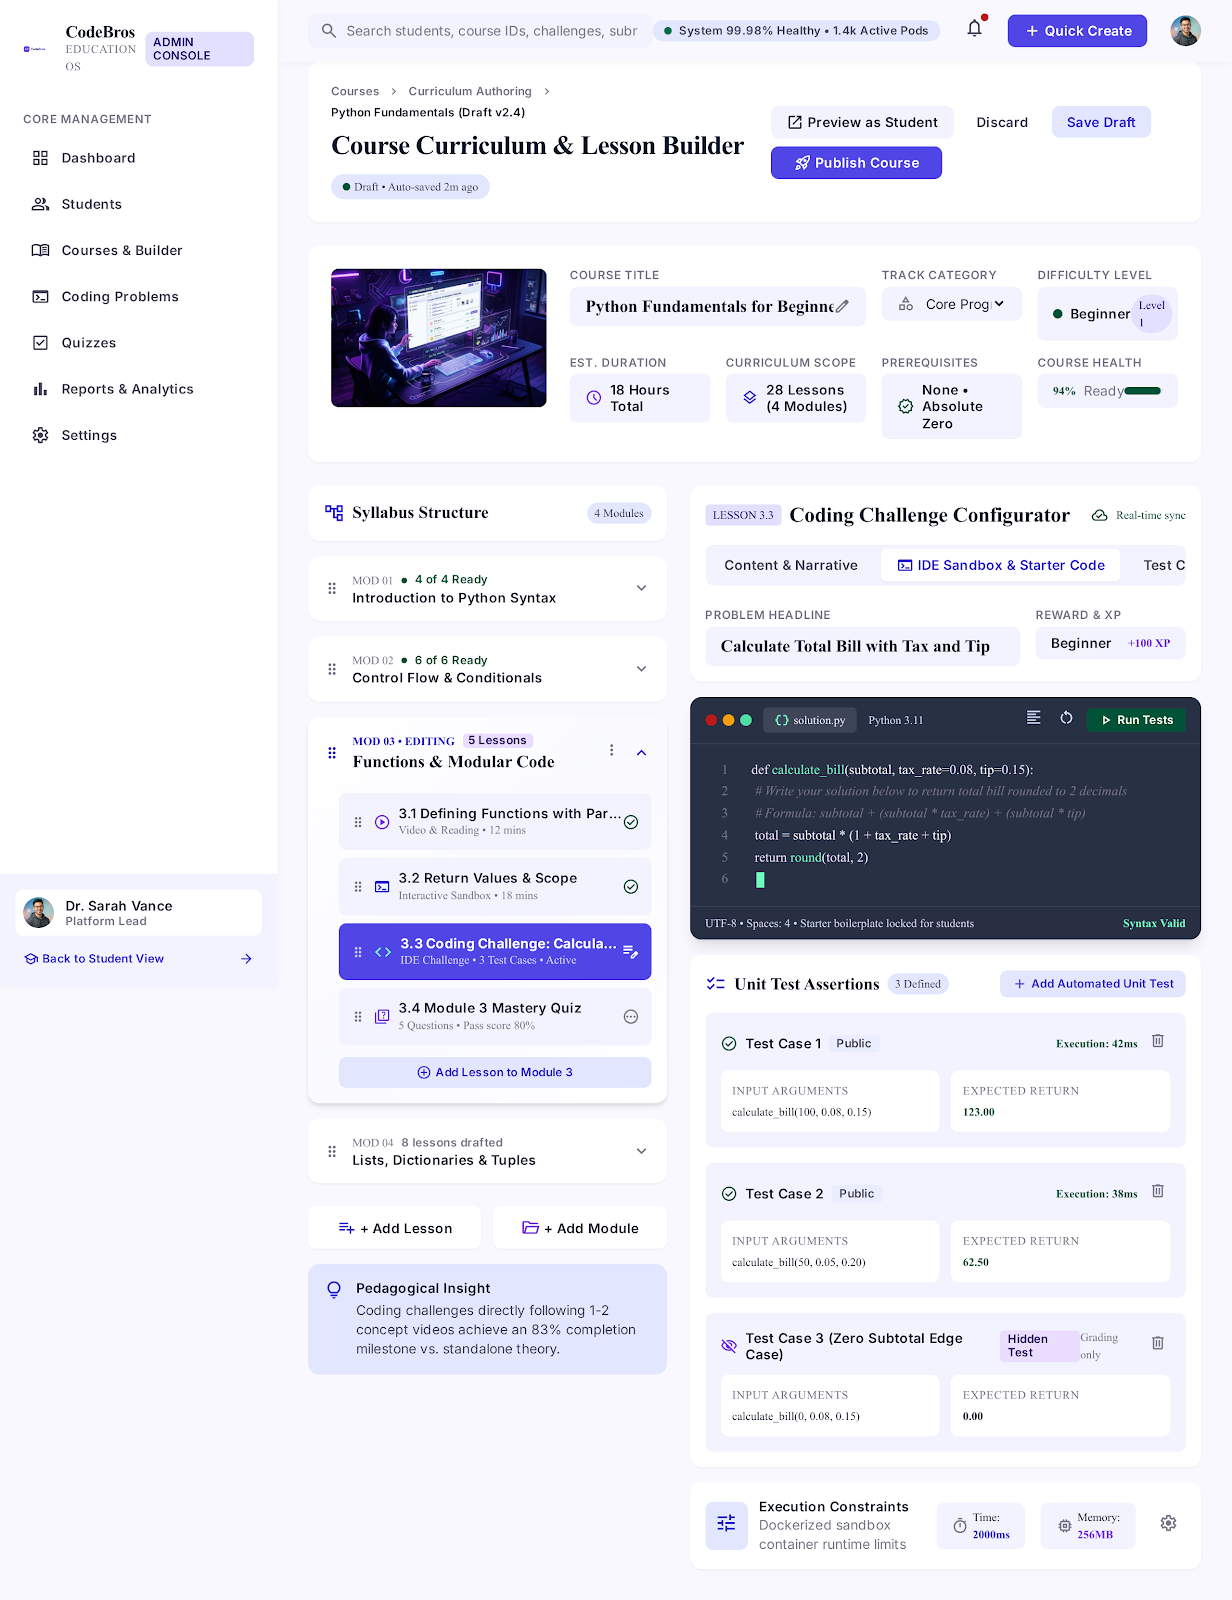 CodeBros
EDUCATION
OS
ADMIN
CONSOLE
CORE MANAGEMENT
Dashboard
Students
Courses & Builder
Coding Problems
Quizzes
Reports & Analytics
Settings
Dr. Sarah Vance
Platform Lead
Back to Student View
Search students, course IDs, challenges, subr
System 99.98% Healthy • 1.4k Active Pods
Quick Create
Courses
Curriculum Authoring
Python Fundamentals (Draft v2.4)
Course Curriculum & Lesson Builder
Draft • Auto-saved 2m ago
Preview as Student
Discard
Save Draft
Publish Course
COURSE TITLE
Python Fundamentals for Beginne
TRACK CATEGORY
Core Prog
DIFFICULTY LEVEL
Beginner
Level
1
EST. DURATION
18 Hours
Total
CURRICULUM SCOPE
28 Lessons
(4 Modules)
PREREQUISITES
None •
Absolute
Zero
COURSE HEALTH
94% Ready
Syllabus Structure
4 Modules
MOD 01 • 4 of 4 Ready
Introduction to Python Syntax
MOD 02 • 6 of 6 Ready
Control Flow & Conditionals
MOD 03 • EDITING 5 Lessons
Functions & Modular Code
3.1 Defining Functions with Par...
Video & Reading • 12 mins
3.2 Return Values & Scope
Interactive Sandbox • 18 mins
3.3 Coding Challenge: Calcula...
IDE Challenge • 3 Test Cases • Active
3.4 Module 3 Mastery Quiz
5 Questions • Pass score 80%
Add Lesson to Module 3
MOD 04 8 lessons drafted
Lists, Dictionaries & Tuples
+ Add Lesson
+ Add Module
Pedagogical Insight
Coding challenges directly following 1-2
concept videos achieve an 83% completion
milestone vs. standalone theory.
LESSON 3.3
Coding Challenge Configurator
Real-time sync
Content & Narrative
IDE Sandbox & Starter Code
Test C
PROBLEM HEADLINE
Calculate Total Bill with Tax and Tip
REWARD & XP
Beginner +100 XP
solution.py
Python 3.11
Run Tests
1 def calculate_bill(subtotal, tax_rate=0.08, tip=0.15):
2 # Write your solution below to return total bill rounded to 2 decimals
3 # Formula: subtotal + (subtotal * tax_rate) + (subtotal * tip)
4 total = subtotal * (1 + tax_rate + tip)
5 return round(total, 2)
6
UTF-8 • Spaces: 4 • Starter boilerplate locked for students
Syntax Valid
Unit Test Assertions
3 Defined
Add Automated Unit Test
Test Case 1 Public
Execution: 42ms
INPUT ARGUMENTS
calculate_bill(100, 0.08, 0.15)
EXPECTED RETURN
123.00
Test Case 2 Public
Execution: 38ms
INPUT ARGUMENTS
calculate_bill(50, 0.05, 0.20)
EXPECTED RETURN
62.50
Test Case 3 (Zero Subtotal Edge
Case)
Hidden
Test
Grading
only
INPUT ARGUMENTS
calculate_bill(0, 0.08, 0.15)
EXPECTED RETURN
0.00
Execution Constraints
Dockerized sandbox
container runtime limits
Time:
2000ms
Memory:
256MB